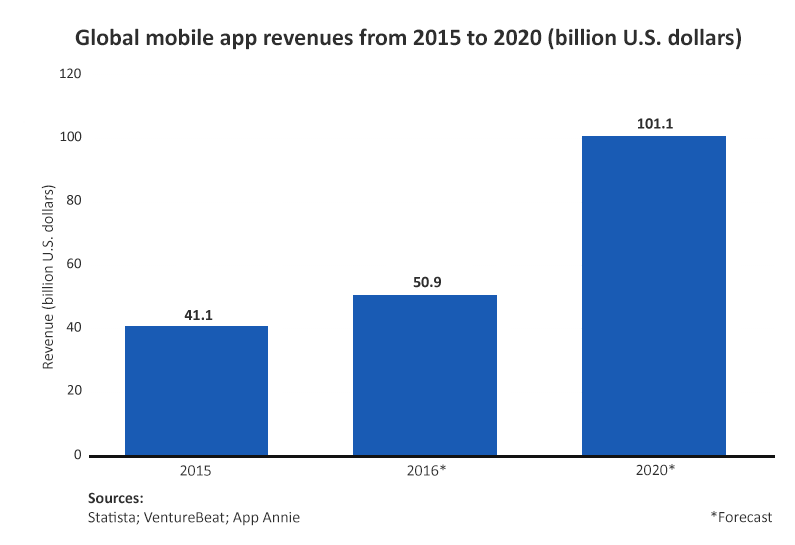 Global mobile app revenues from 2015 to 2020 (billion U.S. dollars)
Revenue (billion U.S. dollars)
120
100
80
60
40
20
0
41.1
50.9
101.1
2015
2016*
2020*
Sources:
Statista; VentureBeat; App Annie
*Forecast